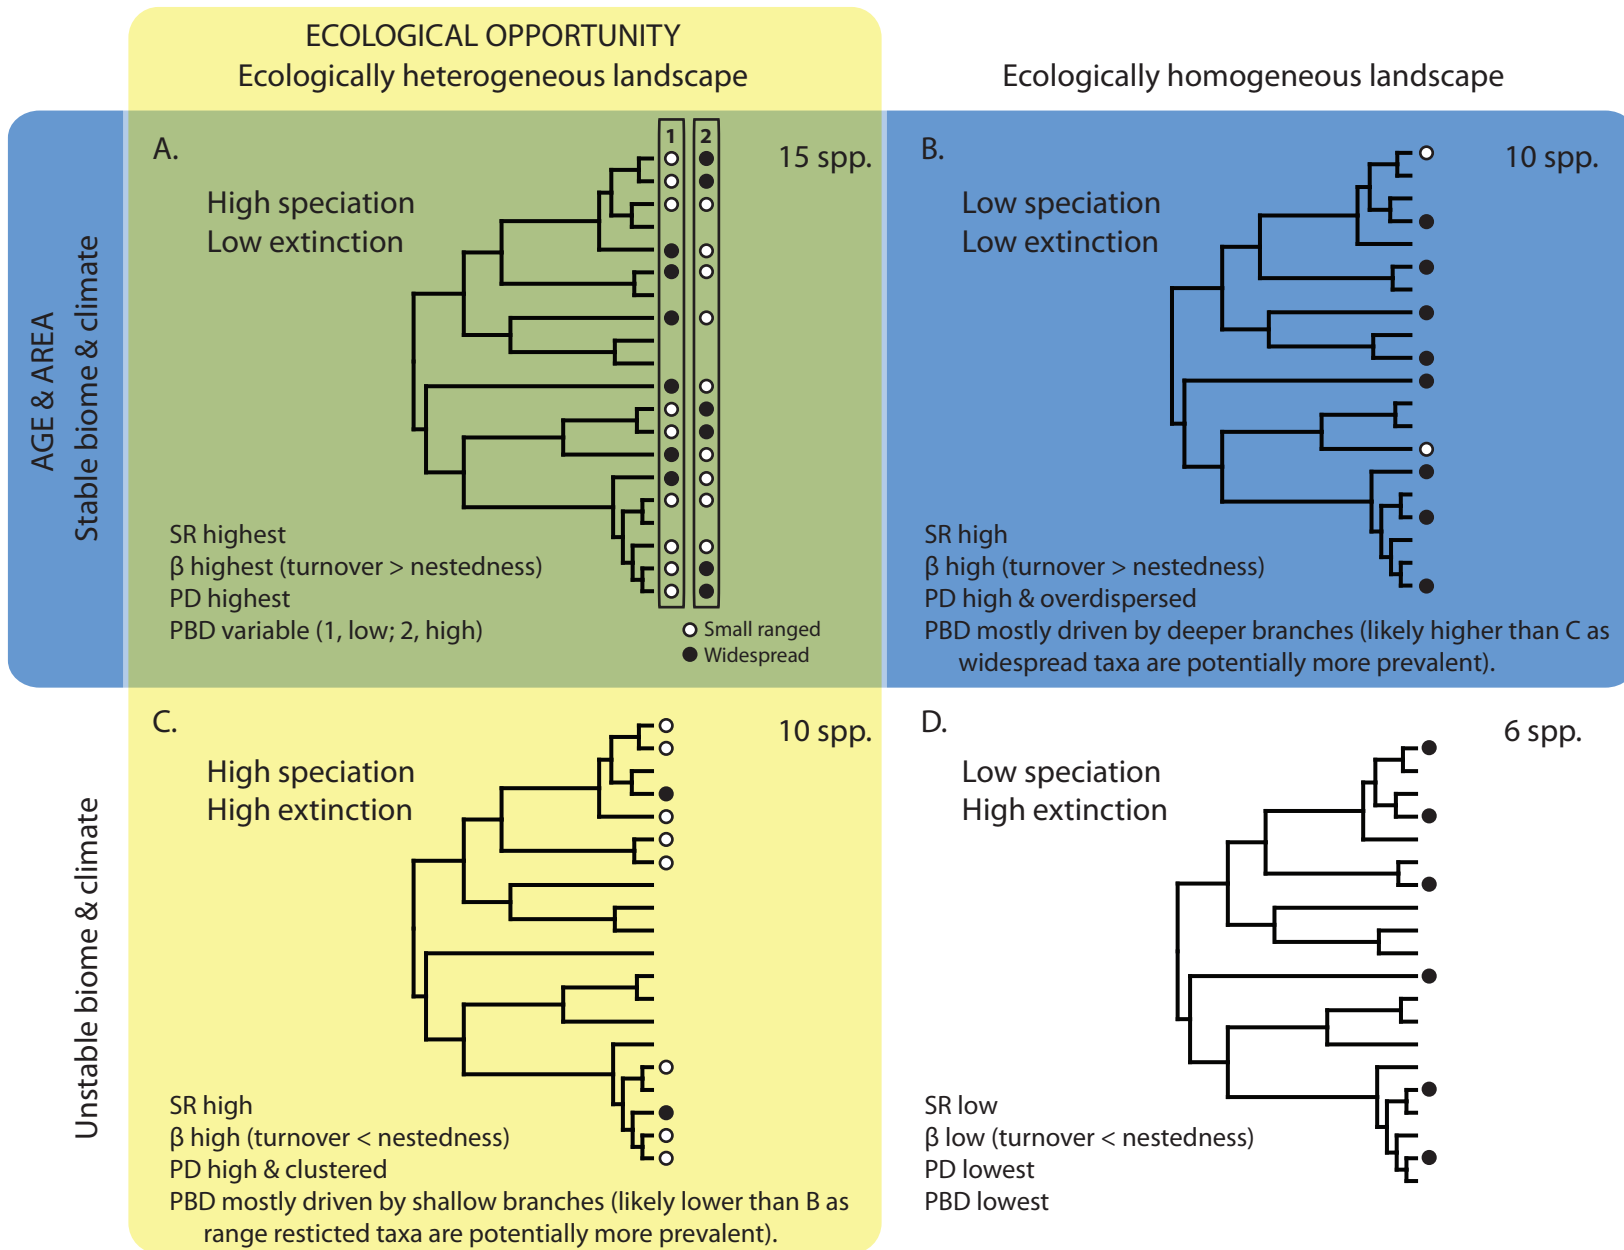 ECOLOGICAL OPPORTUNITY
Ecologically heterogeneous landscape
Ecologically homogeneous landscape
AGE & AREA
Stable biome & climate
A.
1 2
15 spp.
High speciation
Low extinction
SR highest
β highest (turnover > nestedness)
PD highest
PBD variable (1, low; 2, high)
Small ranged
Widespread
B.
10 spp.
Low speciation
Low extinction
SR high
β high (turnover > nestedness)
PD high & overdispersed
PBD mostly driven by deeper branches (likely higher than C as
widespread taxa are potentially more prevalent).
Unstable biome & climate
C.
10 spp.
High speciation
High extinction
SR high
β high (turnover < nestedness)
PD high & clustered
PBD mostly driven by shallow branches (likely lower than B as
range resticted taxa are potentially more prevalent).
D.
6 spp.
Low speciation
High extinction
SR low
β low (turnover < nestedness)
PD lowest
PBD lowest